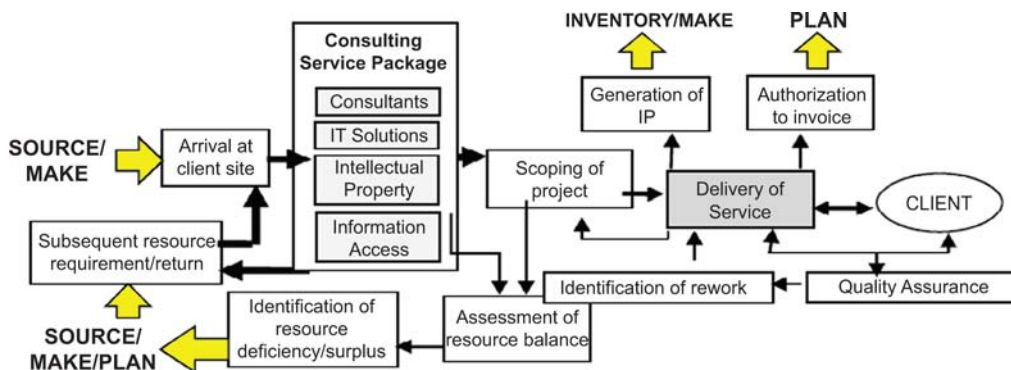 INVENTORY/MAKE
PLAN
Consulting
Service Package
Consultants
IT Solutions
Intellectual
Property
Information
Access
Generation of
IP
Authorization
to invoice
SOURCE/
MAKE
Arrival at
client site
Scoping of
project
Delivery of
Service
CLIENT
Subsequent resource
requirement/return
Identification of rework
Quality Assurance
SOURCE/
MAKE/PLAN
Identification of
resource
deficiency/surplus
Assessment of
resource balance